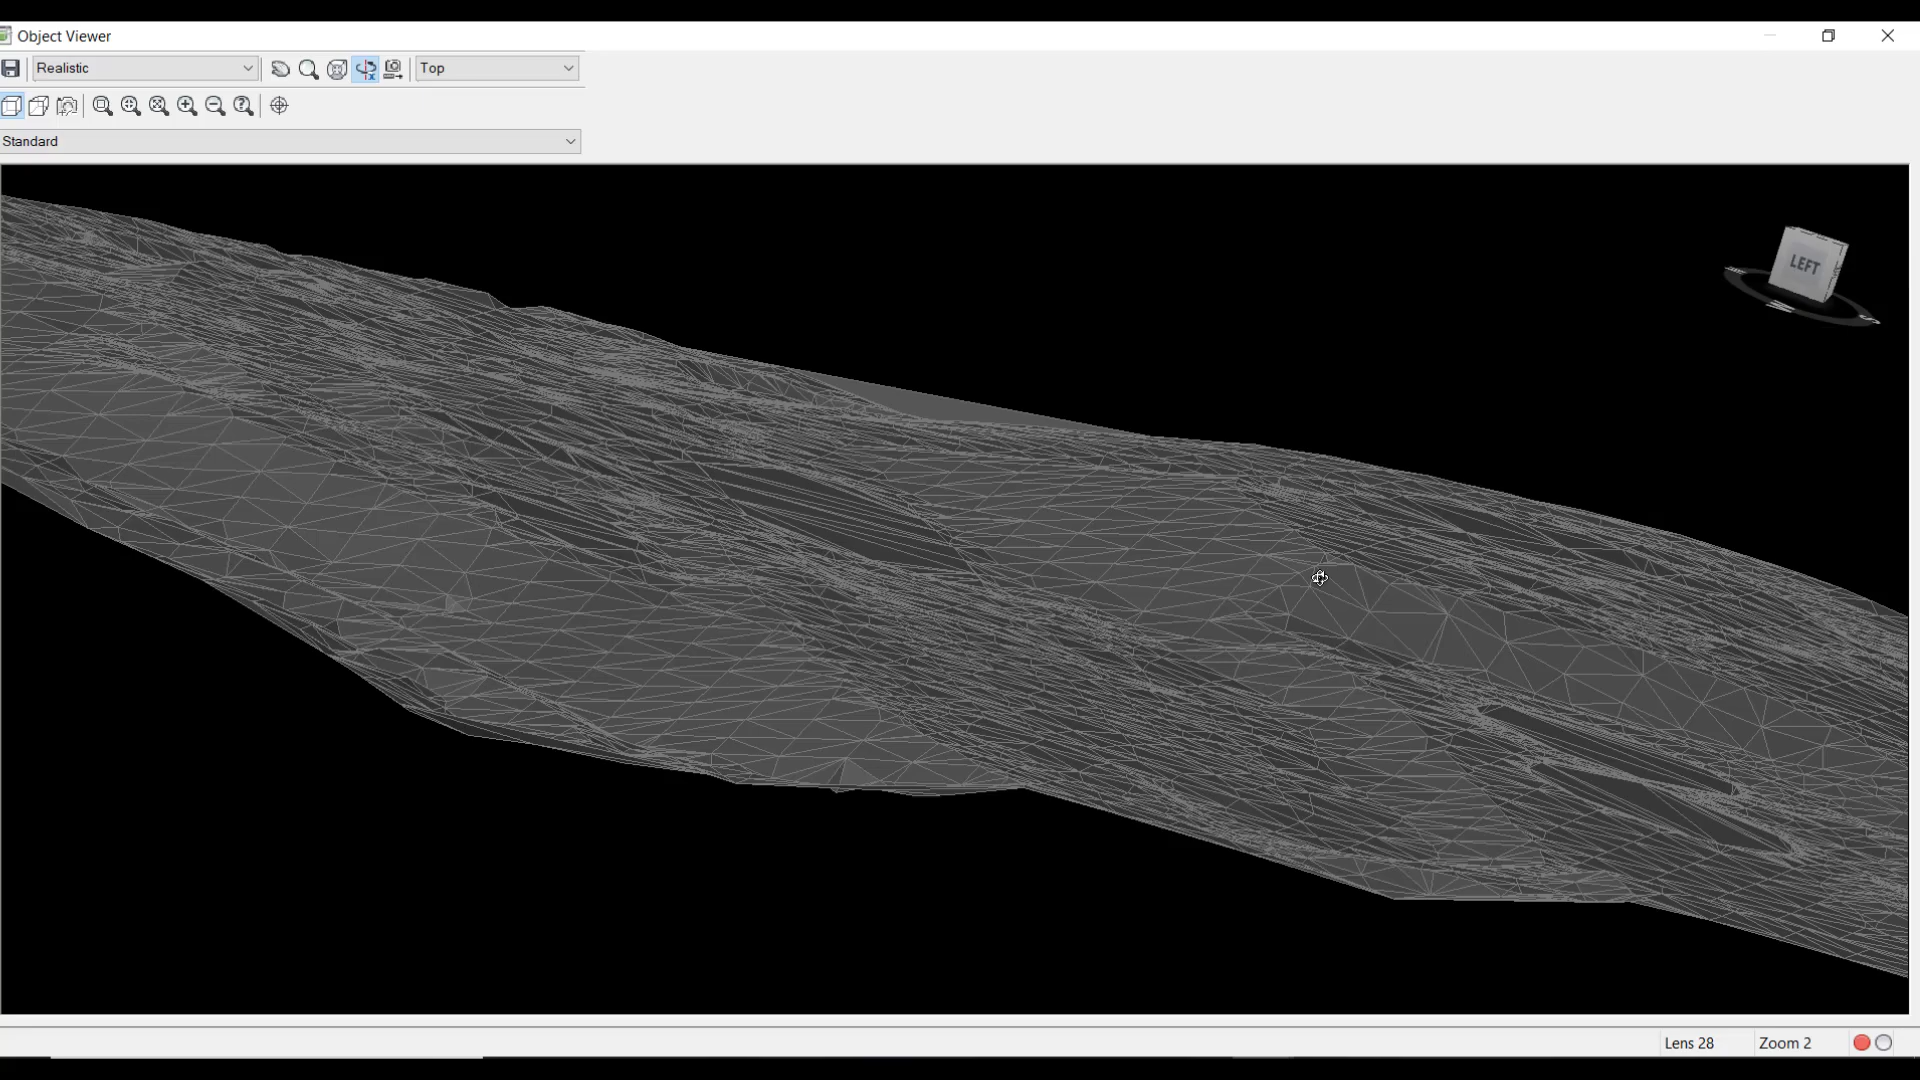 Object Viewer
Realistic
Top
Standard
LEFT
N
S
Lens 28
Zoom 2